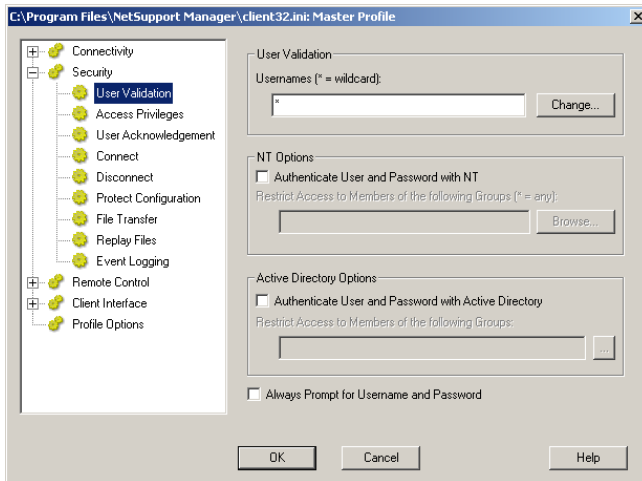 C:\Program Files\NetSupport Manager\client32.ini: Master Profile
Connectivity
Security
User Validation
Access Privileges
User Acknowledgement
Connect
Disconnect
Protect Configuration
File Transfer
Replay Files
Event Logging
Remote Control
Client Interface
Profile Options
User Validation
Usernames (* = wildcard):
*
Change...
NT Options
Authenticate User and Password with NT
Restrict Access to Members of the following Groups (* = any):
Browse...
Active Directory Options
Authenticate User and Password with Active Directory
Restrict Access to Members of the following Groups:
...
Always Prompt for Username and Password
OK
Cancel
Help